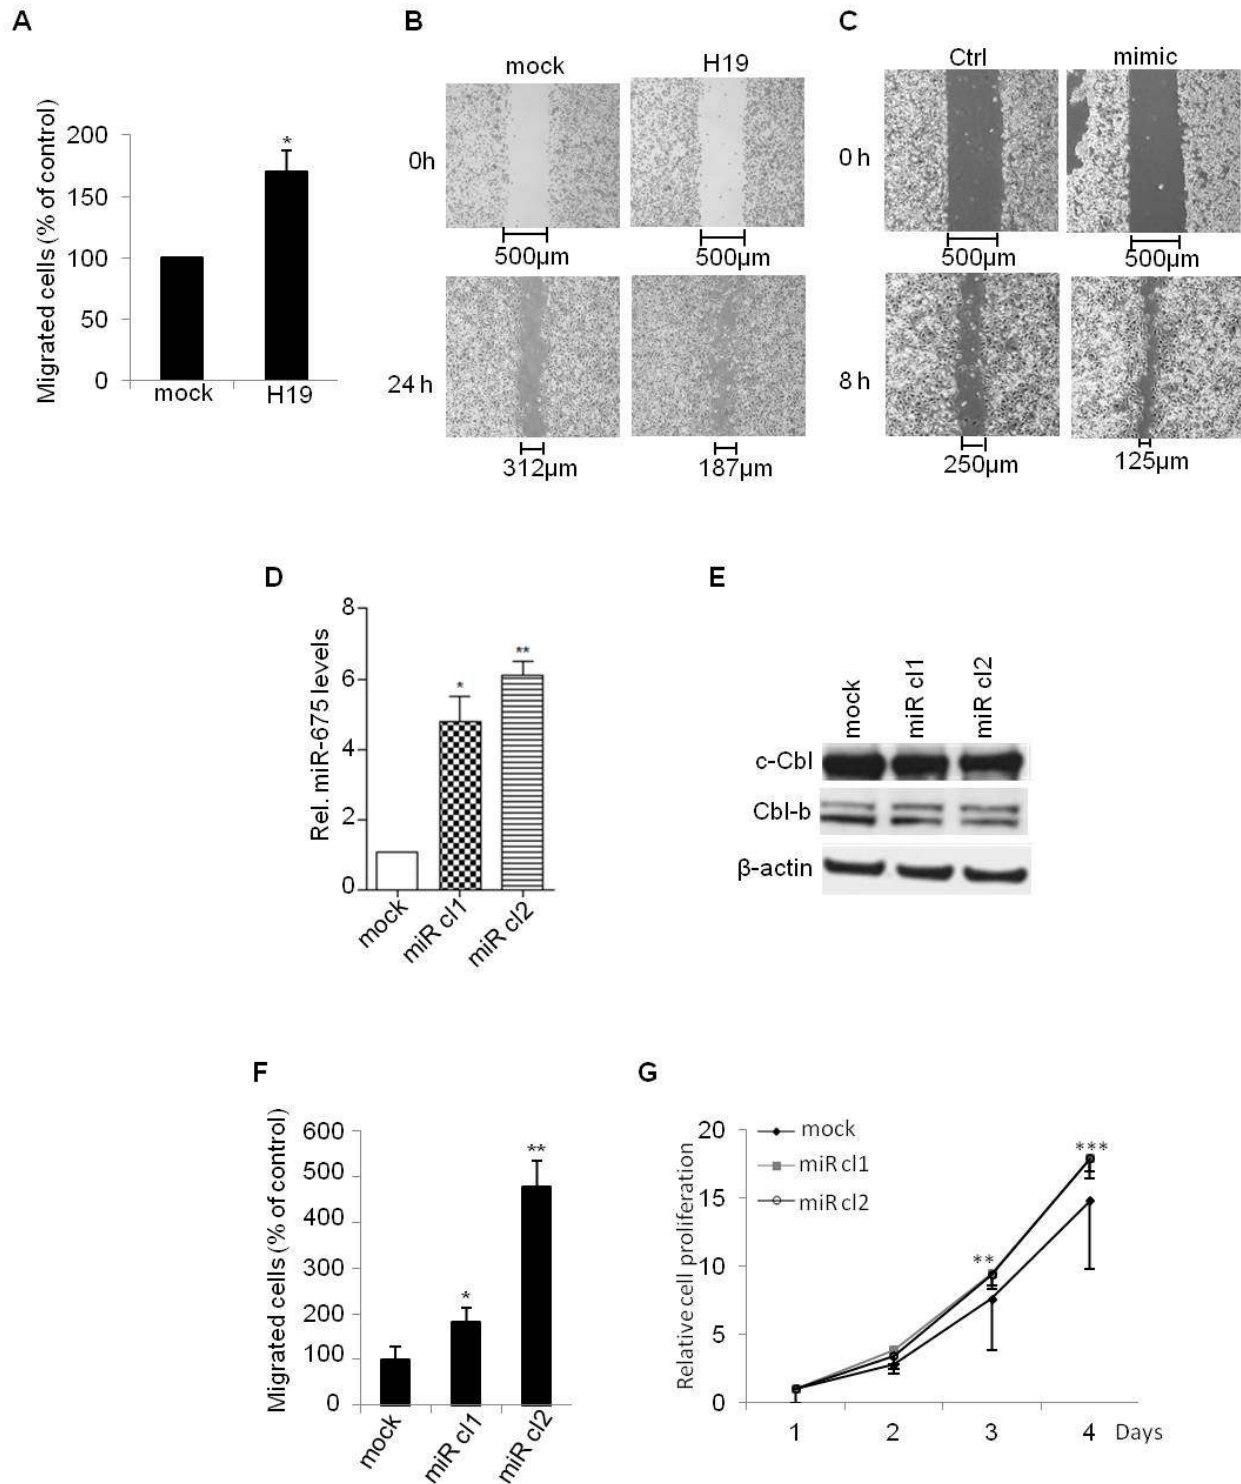 A
Migrated cells (% of control)
200
150
100
50
0
*
mock
H19
B
mock
H19
0h
500µm
500µm
24 h
312µm
187µm
C
Ctrl
mimic
0 h
500µm
500µm
8 h
250µm
125µm
D
Rel. miR-675 levels
8
6
4
2
0
*
**
mock
miR cl1
miR cl2
E
mock
miR cl1
miR cl2
c-Cbl
Cbl-b
β-actin
F
Migrated cells (% of control)
600
500
400
300
200
100
0
*
**
mock
miR cl1
miR cl2
G
Relative cell proliferation
20
15
10
5
0
mock
miR cl1
miR cl2
**
***
1 2 3 4 Days